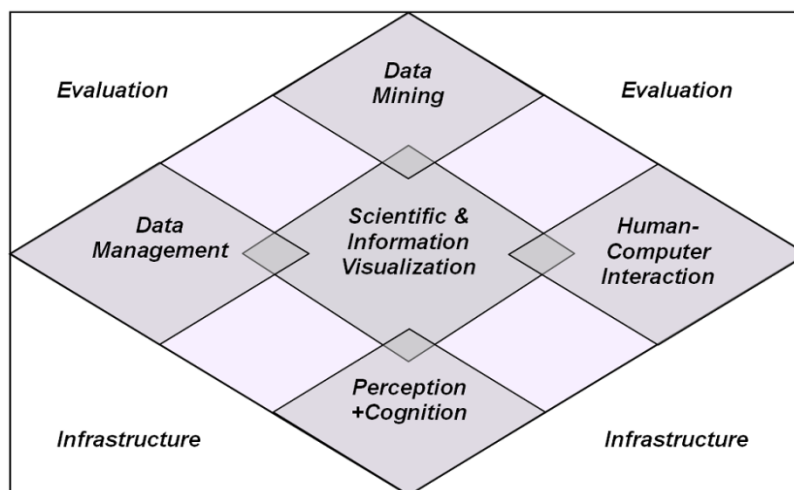 Evaluation
Data
Mining
Evaluation
Data
Management
Scientific &
Information
Visualization
Human-
Computer
Interaction
Perception
+Cognition
Infrastructure
Infrastructure